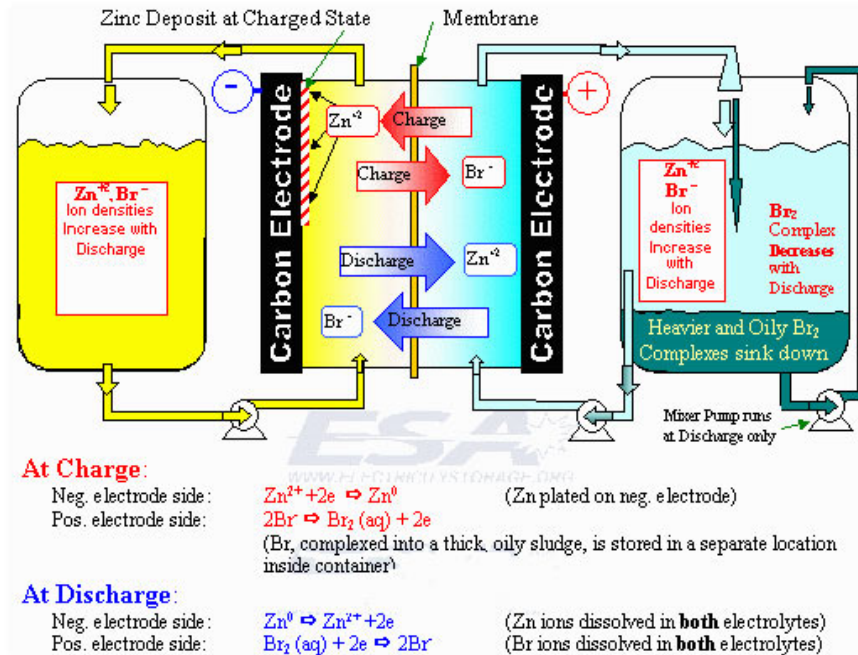 Zinc Deposit at Charged State
Membrane
−
Carbon Electrode
Zn⁺²
Charge
Charge
Br⁻
Discharge
Zn⁺²
Br⁻
Discharge
Carbon Electrode
+
Zn⁺², Br⁻
Ion densities
Increase with
Discharge
Zn⁺²
Br⁻
Ion
densities
Increase
with
Discharge
Br₂
Complex
Decreases
with
Discharge
Heavier and Oily Br₂
Complexes sink down
Mixer Pump runs
at Discharge only
ESA
WWW.ELECTRICITYSTORAGE.ORG
At Charge:
Neg. electrode side: Zn²⁺ +2e ⇨ Zn⁰ (Zn plated on neg. electrode)
Pos. electrode side: 2Br⁻ ⇨ Br₂ (aq) + 2e
(Br, complexed into a thick, oily sludge, is stored in a separate location
inside container)
At Discharge:
Neg. electrode side: Zn⁰ ⇨ Zn²⁺ +2e (Zn ions dissolved in both electrolytes)
Pos. electrode side: Br₂ (aq) + 2e ⇨ 2Br⁻ (Br ions dissolved in both electrolytes)